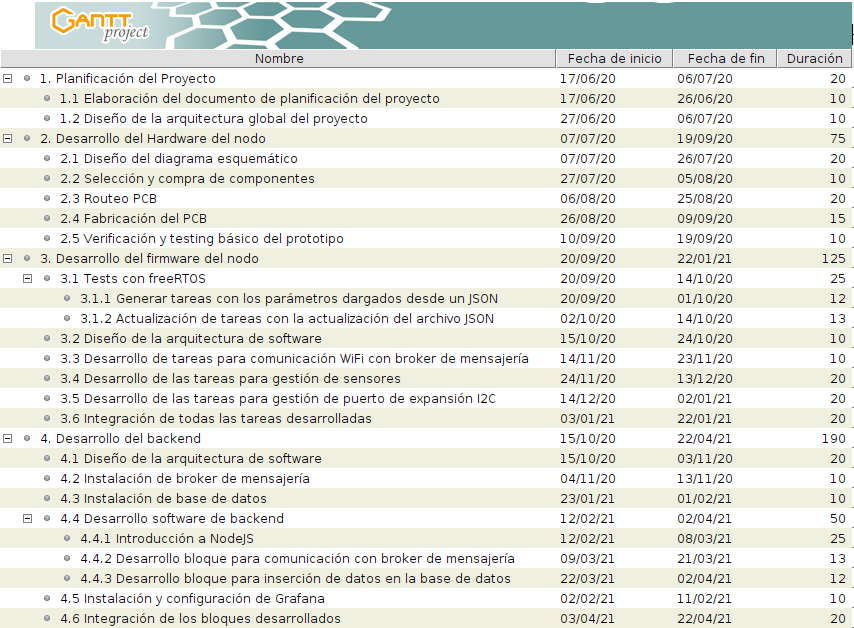 GANTT
project
Nombre Fecha de inicio Fecha de fin Duración
1. Planificación del Proyecto 17/06/20 06/07/20 20
1.1 Elaboración del documento de planificación del proyecto 17/06/20 26/06/20 10
1.2 Diseño de la arquitectura global del proyecto 27/06/20 06/07/20 10
2. Desarrollo del Hardware del nodo 07/07/20 19/09/20 75
2.1 Diseño del diagrama esquemático 07/07/20 26/07/20 20
2.2 Selección y compra de componentes 27/07/20 05/08/20 10
2.3 Routeo PCB 06/08/20 25/08/20 20
2.4 Fabricación del PCB 26/08/20 09/09/20 15
2.5 Verificación y testing básico del prototipo 10/09/20 19/09/20 10
3. Desarrollo del firmware del nodo 20/09/20 22/01/21 125
3.1 Tests con freeRTOS 20/09/20 14/10/20 25
3.1.1 Generar tareas con los parámetros dargados desde un JSON 20/09/20 01/10/20 12
3.1.2 Actualización de tareas con la actualización del archivo JSON 02/10/20 14/10/20 13
3.2 Diseño de la arquitectura de software 15/10/20 24/10/20 10
3.3 Desarrollo de tareas para comunicación WiFi con broker de mensajería 14/11/20 23/11/20 10
3.4 Desarrollo de las tareas para gestión de sensores 24/11/20 13/12/20 20
3.5 Desarrollo de las tareas para gestión de puerto de expansión I2C 14/12/20 02/01/21 20
3.6 Integración de todas las tareas desarrolladas 03/01/21 22/01/21 20
4. Desarrollo del backend 15/10/20 22/04/21 190
4.1 Diseño de la arquitectura de software 15/10/20 03/11/20 20
4.2 Instalación de broker de mensajería 04/11/20 13/11/20 10
4.3 Instalación de base de datos 23/01/21 01/02/21 10
4.4 Desarrollo software de backend 12/02/21 02/04/21 50
4.4.1 Introducción a NodeJS 12/02/21 08/03/21 25
4.4.2 Desarrollo bloque para comunicación con broker de mensajería 09/03/21 21/03/21 13
4.4.3 Desarrollo bloque para inserción de datos en la base de datos 22/03/21 02/04/21 12
4.5 Instalación y configuración de Grafana 02/02/21 11/02/21 10
4.6 Integración de los bloques desarrollados 03/04/21 22/04/21 20